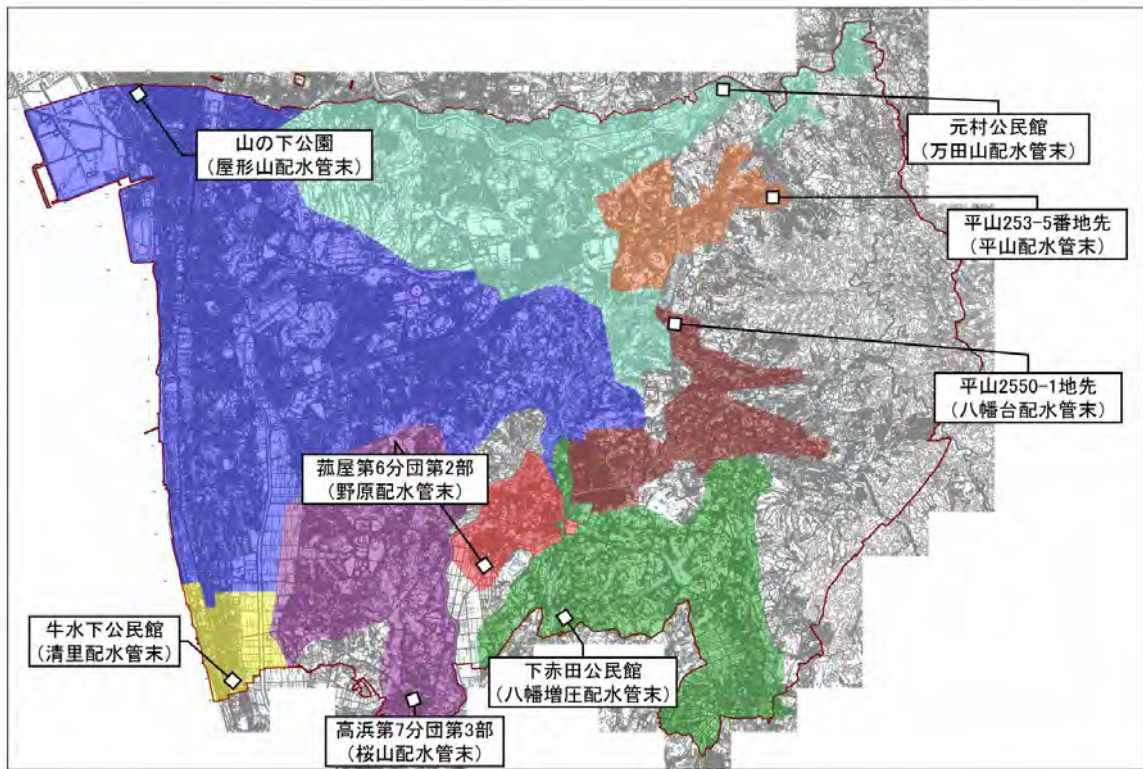 山の下公園
(屋形山配水管末)
元村公民館
(万田山配水管末)
平山253-5番地先
(平山配水管末)
平山2550-1地先
(八幡台配水管末)
菰屋第6分団第2部
(野原配水管末)
牛水下公民館
(清里配水管末)
下赤田公民館
(八幡増圧配水管末)
高浜第7分団第3部
(桜山配水管末)